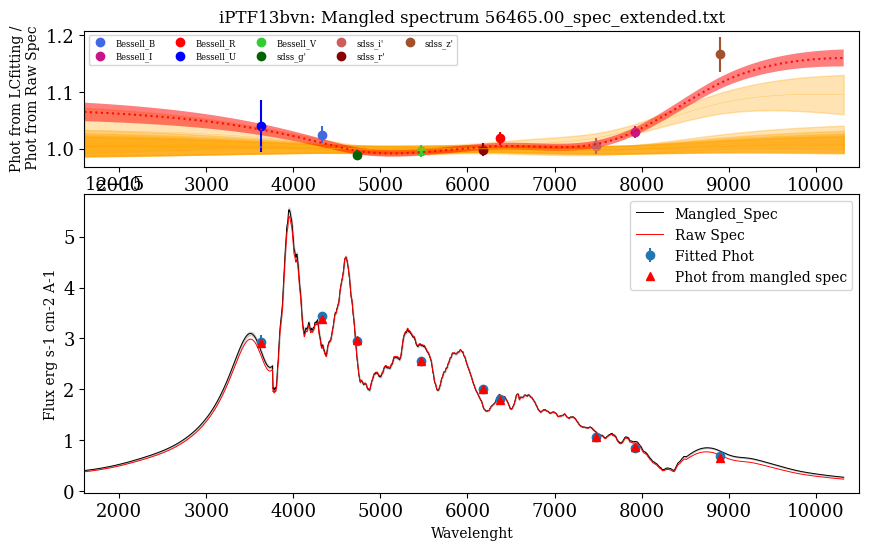 iPTF13bvn: Mangled spectrum 56465.00_spec_extended.txt
Phot from LCfitting /
Phot from Raw Spec
1.2
1.1
1.0
Bessell_B
Bessell_R
Bessell_V
sdss_i'
sdss_z'
Bessell_I
Bessell_U
sdss_g'
sdss_r'
2000 3000 4000 5000 6000 7000 8000 9000 10000
1e−15
Flux erg s-1 cm-2 A-1
5
4
3
2
1
0
Mangled_Spec
Raw Spec
Fitted Phot
Phot from mangled spec
2000 3000 4000 5000 6000 7000 8000 9000 10000
Wavelenght